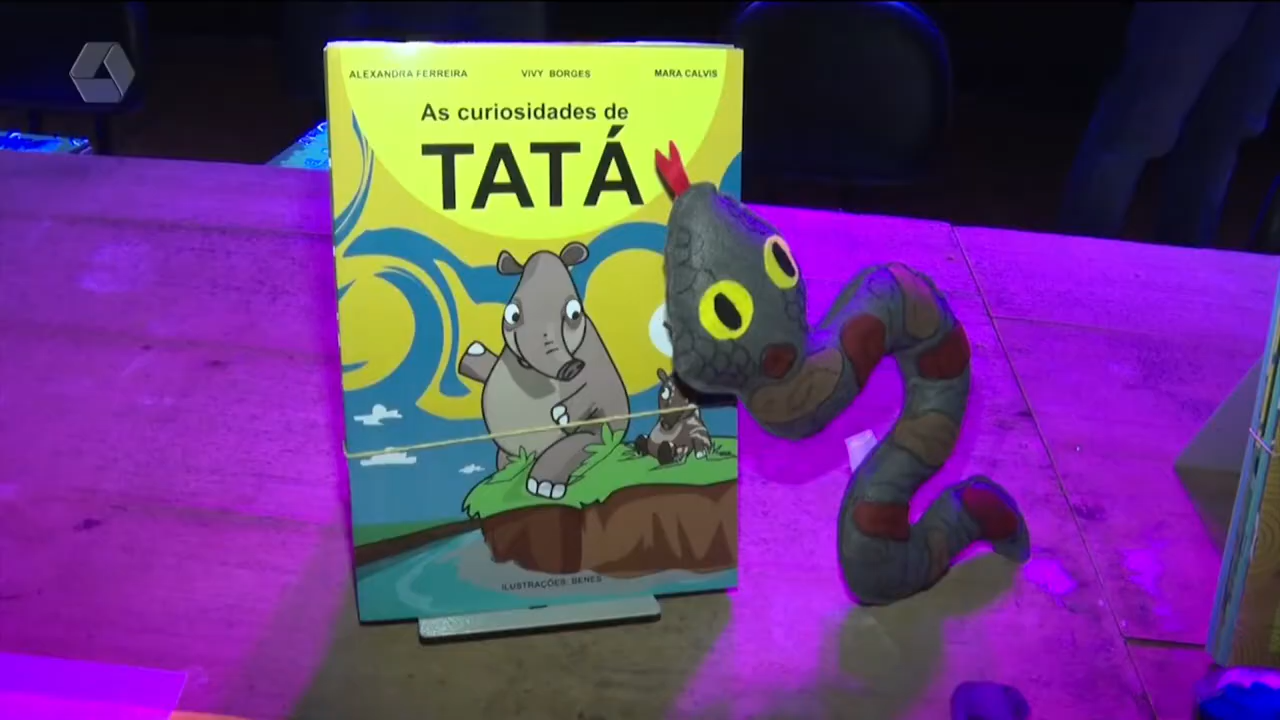 ALEXANDRA FERREIRA VIVY BORGES MARA CALVIS
As curiosidades de
TATÁ
ILUSTRAÇÕES: BENES